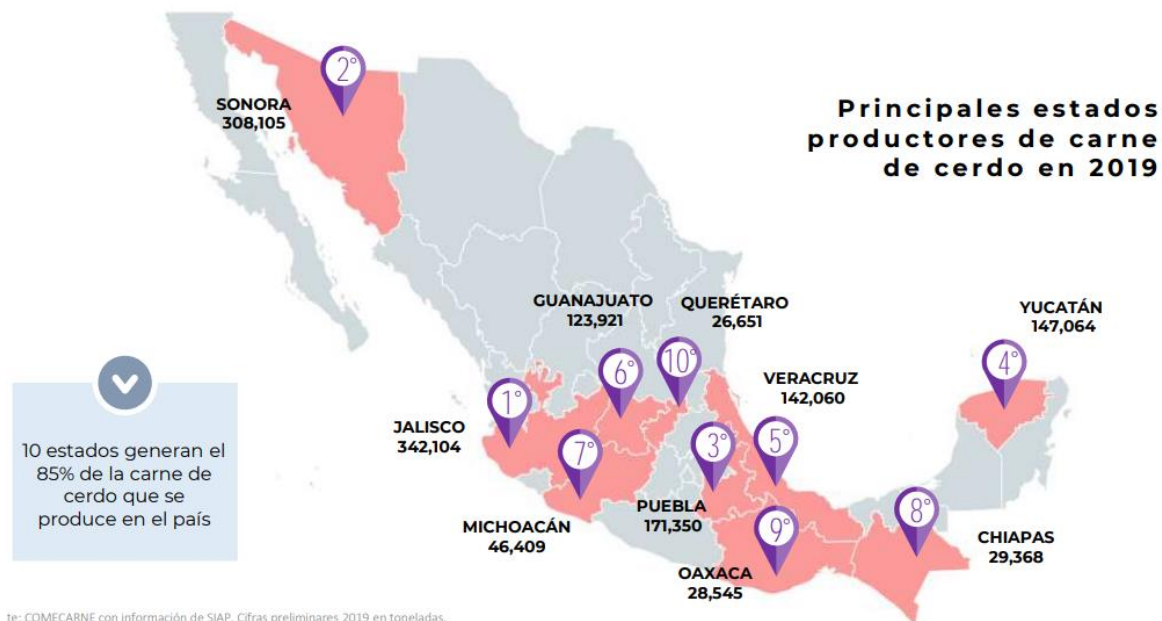 Principales estados
productores de carne
de cerdo en 2019
2°
SONORA
308,105
GUANAJUATO
123,921
QUERÉTARO
26,651
YUCATÁN
147,064
4°
6°
10°
VERACRUZ
142,060
1°
JALISCO
342,104
7°
3°
5°
10 estados generan el
85% de la carne de
cerdo que se
produce en el país
MICHOACÁN
46,409
PUEBLA
171,350
9°
8°
CHIAPAS
29,368
OAXACA
28,545
te: COMECARNE con información de SIAP. Cifras preliminares 2019 en toneladas.